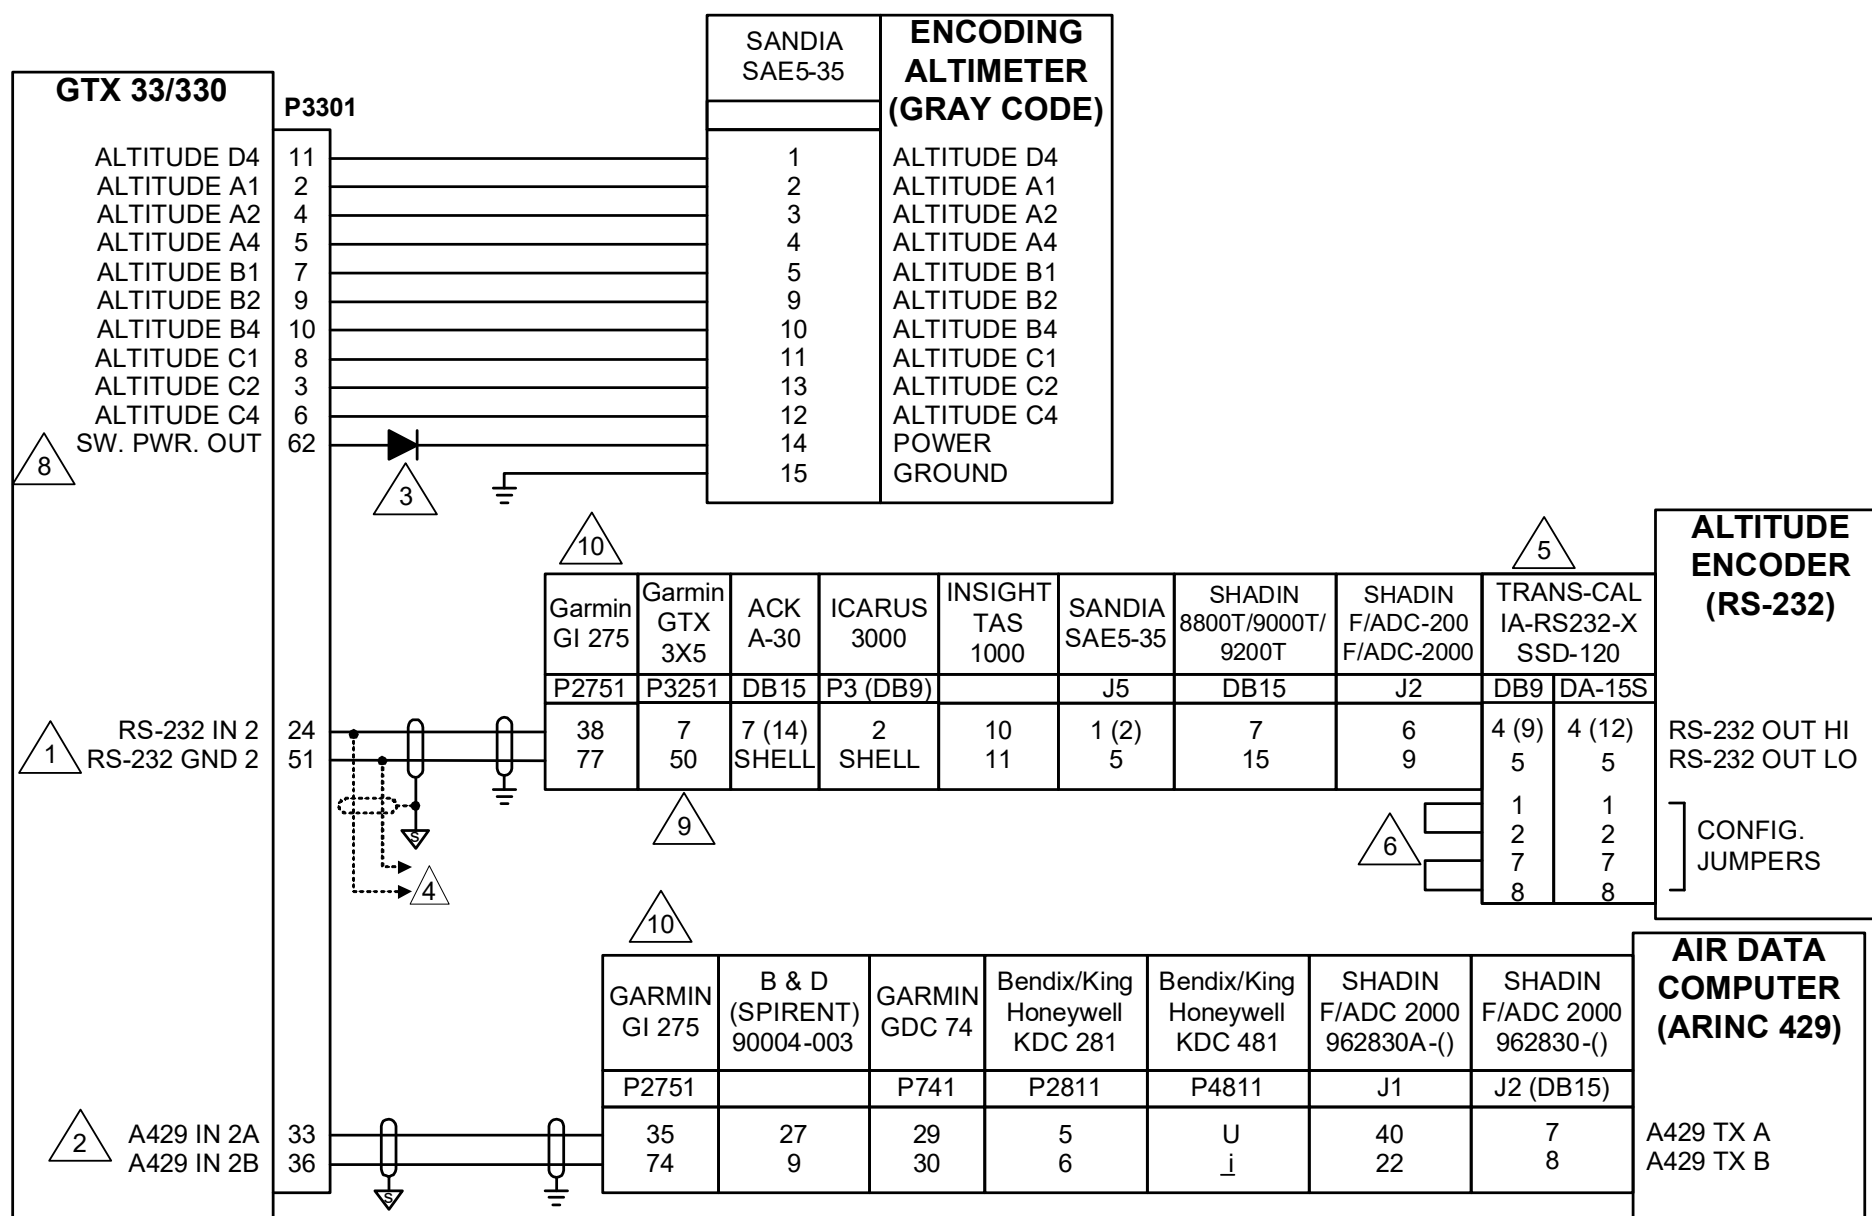 SANDIA
SAE5-35
ENCODING
ALTIMETER
(GRAY CODE)
GTX 33/330
P3301
ALTITUDE D4 11 1 ALTITUDE D4
ALTITUDE A1 2 2 ALTITUDE A1
ALTITUDE A2 4 3 ALTITUDE A2
ALTITUDE A4 5 4 ALTITUDE A4
ALTITUDE B1 7 5 ALTITUDE B1
ALTITUDE B2 9 9 ALTITUDE B2
ALTITUDE B4 10 10 ALTITUDE B4
ALTITUDE C1 8 11 ALTITUDE C1
ALTITUDE C2 3 13 ALTITUDE C2
ALTITUDE C4 6 12 ALTITUDE C4
8 SW. PWR. OUT 62 14 POWER
3 15 GROUND
10
5
ALTITUDE
ENCODER
(RS-232)
Garmin
GI 275
Garmin
GTX
3X5
ACK
A-30
ICARUS
3000
INSIGHT
TAS
1000
SANDIA
SAE5-35
SHADIN
8800T/9000T/
9200T
SHADIN
F/ADC-200
F/ADC-2000
TRANS-CAL
IA-RS232-X
SSD-120
P2751 P3251 DB15 P3 (DB9) J5 DB15 J2 DB9 DA-15S
RS-232 IN 2 24 38 7 7 (14) 2 10 1 (2) 7 6 4 (9) 4 (12) RS-232 OUT HI
1 RS-232 GND 2 51 77 50 SHELL SHELL 11 5 15 9 5 5 RS-232 OUT LO
1 1
2 2
7 7
8 8
CONFIG.
JUMPERS
9
6
S
4
10
AIR DATA
COMPUTER
(ARINC 429)
GARMIN
GI 275
B & D
(SPIRENT)
90004-003
GARMIN
GDC 74
Bendix/King
Honeywell
KDC 281
Bendix/King
Honeywell
KDC 481
SHADIN
F/ADC 2000
962830A-()
SHADIN
F/ADC 2000
962830-()
P2751 P741 P2811 P4811 J1 J2 (DB15)
2 A429 IN 2A 33 35 27 29 5 U 40 7 A429 TX A
A429 IN 2B 36 74 9 30 6 i 22 8 A429 TX B
S